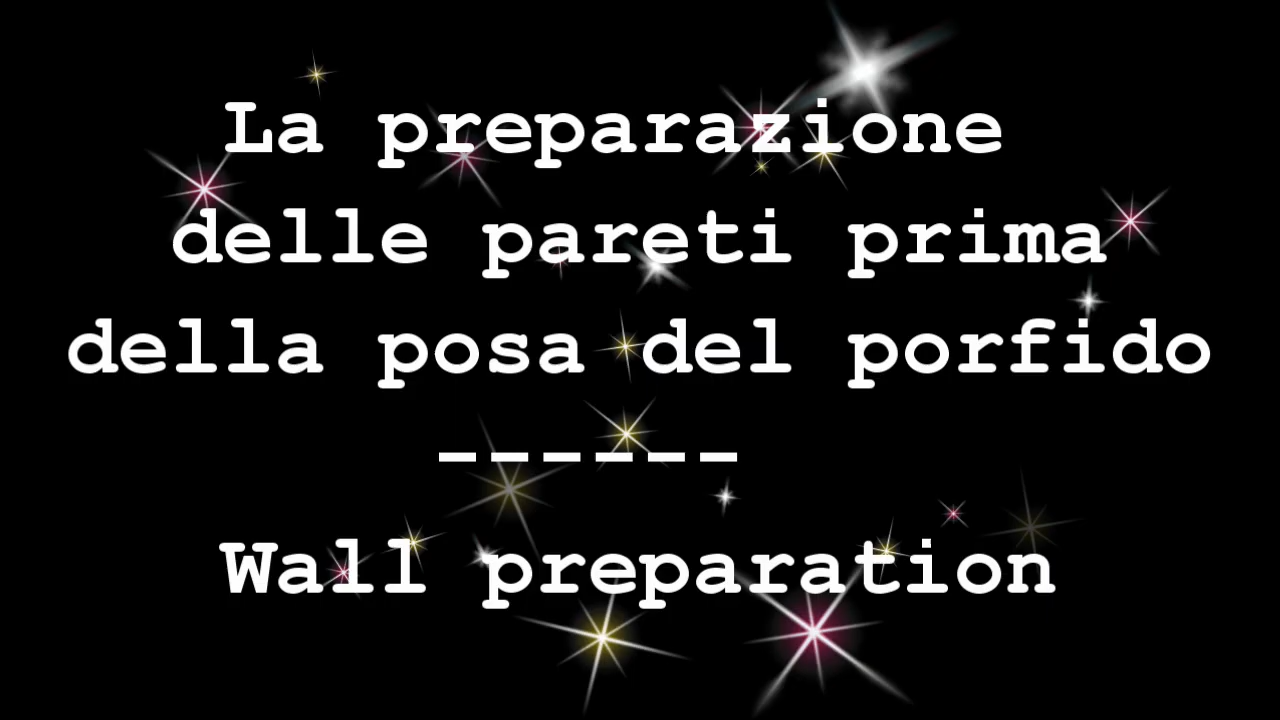 La preparazione
delle pareti prima
della posa del porfido
------
Wall preparation